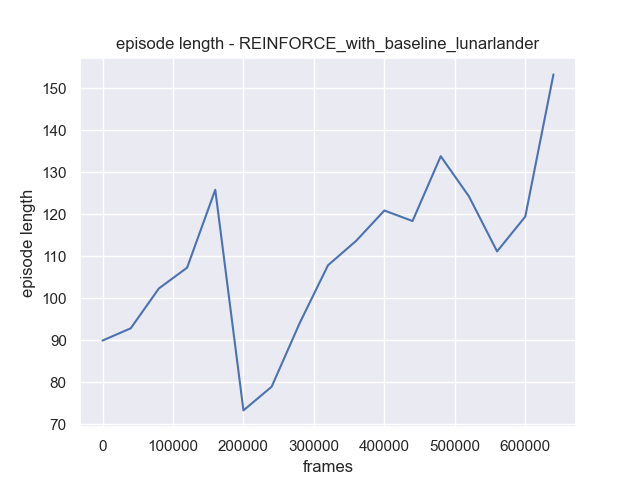 episode length - REINFORCE_with_baseline_lunarlander
150
140
130
120
110
100
90
80
70
episode length
0 100000 200000 300000 400000 500000 600000
frames